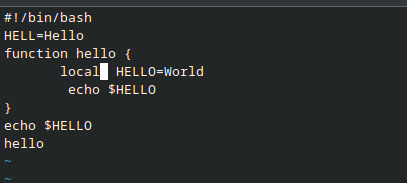 #!/bin/bash
HELL=Hello
function hello {
local  HELLO=World
echo $HELLO
}
echo $HELLO
hello
~
~